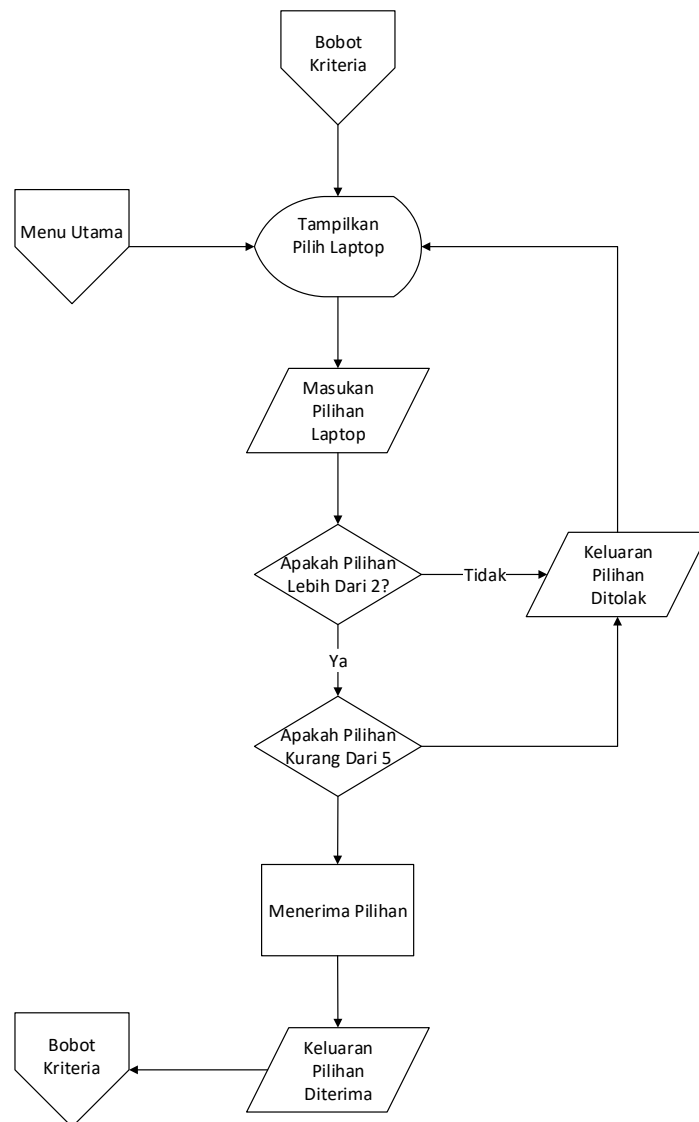 Bobot
Kriteria
Menu Utama
Tampilkan
Pilih Laptop
Masukan
Pilihan
Laptop
Apakah Pilihan
Lebih Dari 2?
Tidak
Keluaran
Pilihan
Ditolak
Ya
Apakah Pilihan
Kurang Dari 5
Menerima Pilihan
Bobot
Kriteria
Keluaran
Pilihan
Diterima